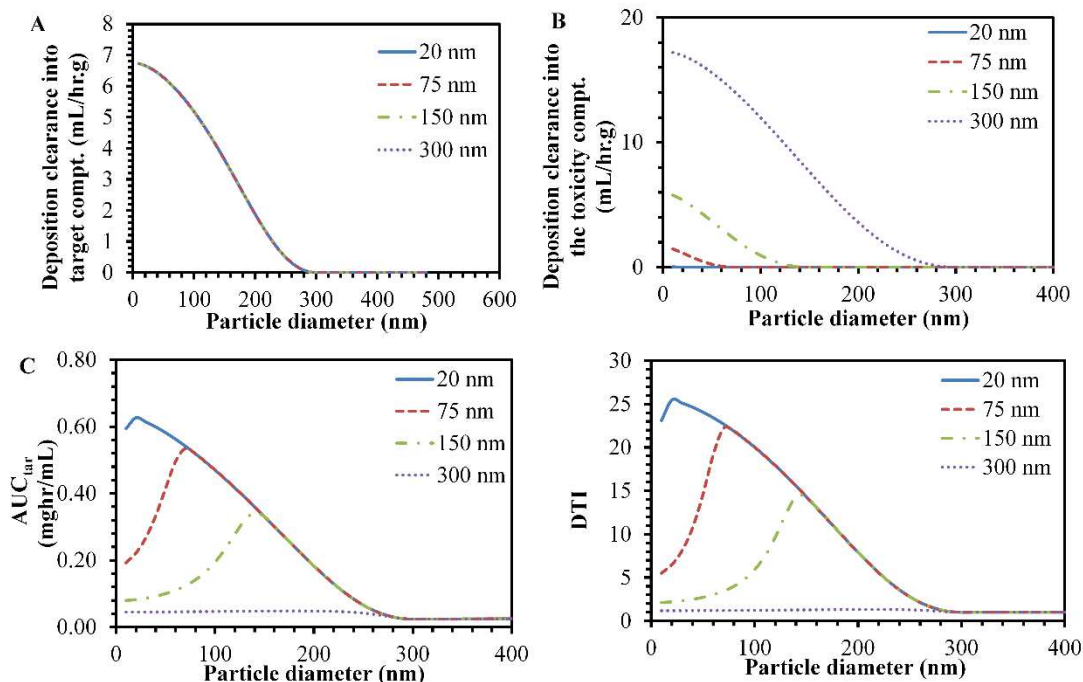 A
Deposition clearance into
target compt. (mL/hr.g)
8
7
6
5
4
3
2
1
0
0 100 200 300 400 500 600
Particle diameter (nm)
20 nm
75 nm
150 nm
300 nm
B
Deposition clearance into
the toxicity compt.
(mL/hr.g)
20
10
0
0 100 200 300 400
Particle diameter (nm)
20 nm
75 nm
150 nm
300 nm
C
AUCtar
(mghr/mL)
0.80
0.60
0.40
0.20
0.00
0 100 200 300 400
Particle diameter (nm)
20 nm
75 nm
150 nm
300 nm
DTI
30
25
20
15
10
5
0
0 100 200 300 400
Particle diameter (nm)
20 nm
75 nm
150 nm
300 nm